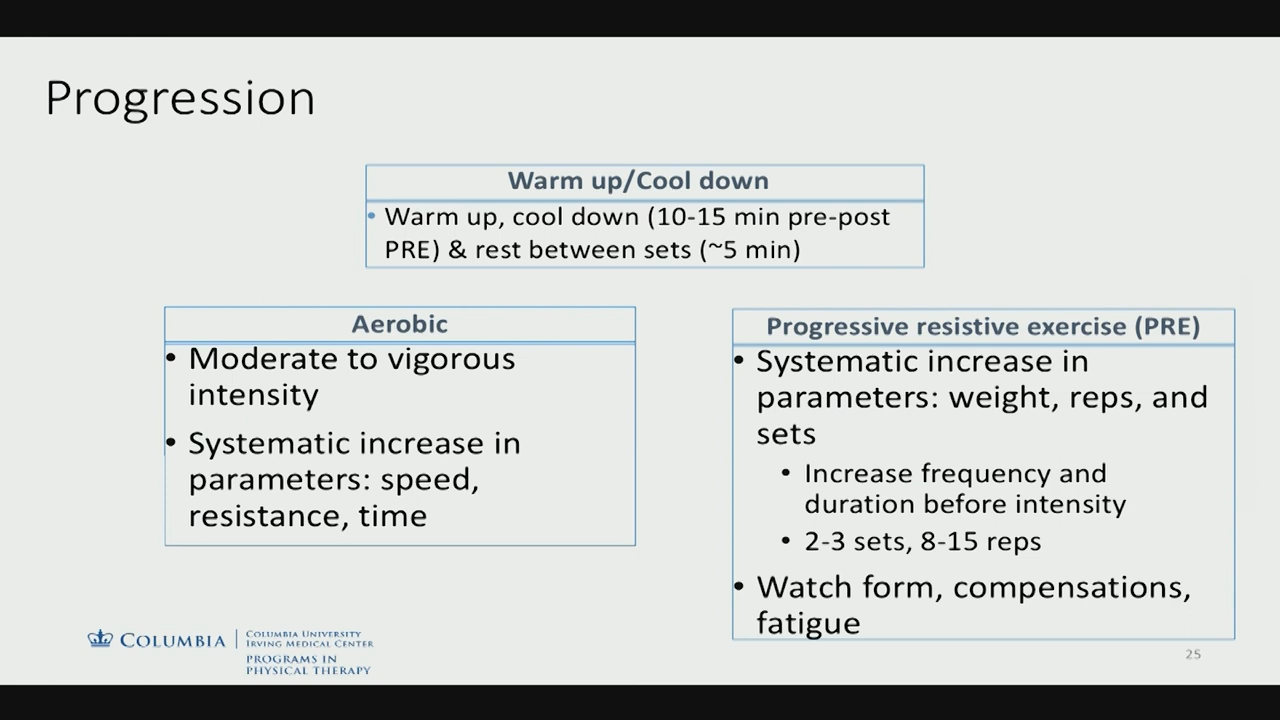 Progression
Warm up/Cool down
• Warm up, cool down (10-15 min pre-post
PRE) & rest between sets (~5 min)
Aerobic
• Moderate to vigorous
intensity
• Systematic increase in
parameters: speed,
resistance, time
Progressive resistive exercise (PRE)
• Systematic increase in
parameters: weight, reps, and
sets
• Increase frequency and
duration before intensity
• 2-3 sets, 8-15 reps
• Watch form, compensations,
fatigue
COLUMBIA
COLUMBIA UNIVERSITY
IRVING MEDICAL CENTER
PROGRAMS IN
PHYSICAL THERAPY
25